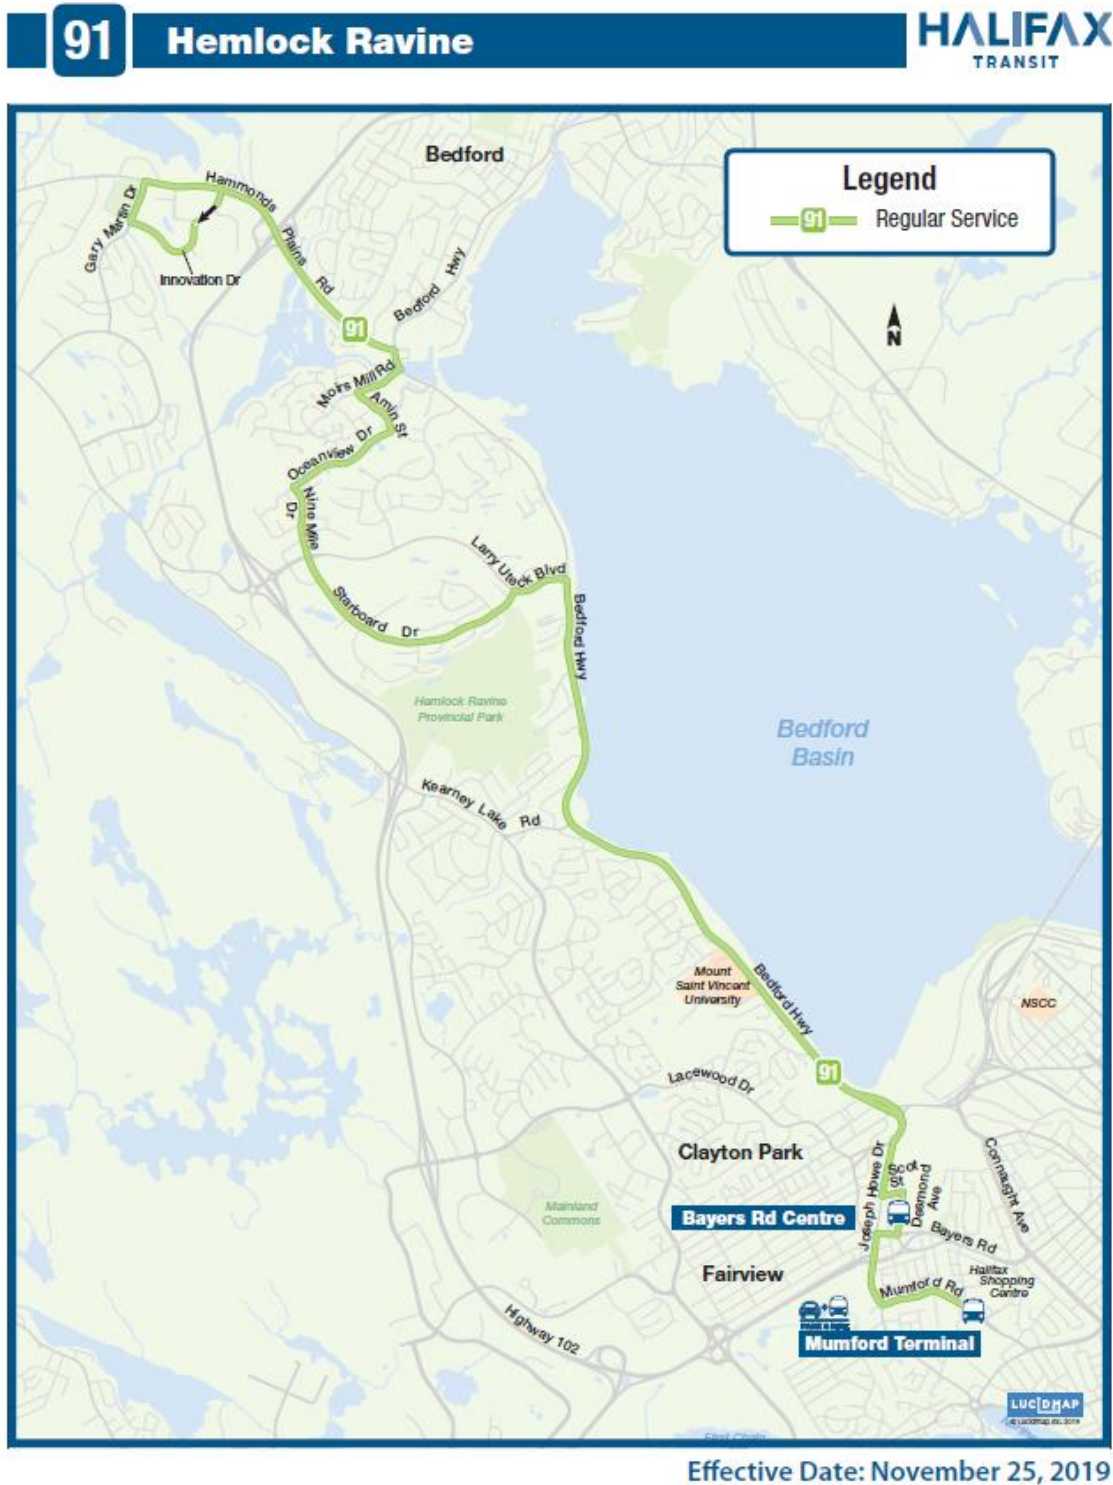 91 Hemlock Ravine
HALIFAX
TRANSIT
Bedford
Legend
91 Regular Service
Hammonds
Plains
Rd
Gary Martin Dr
Innovation Dr
Bedford Hwy
N
91
Moirs Mill Rd
Amin St
Oceanview Dr
Nine Mile
Dr
Larry Uteck Blvd
Starboard Dr
Bedford Hwy
Hemlock Ravine
Provincial Park
Bedford
Basin
Kearney Lake Rd
Mount
Saint Vincent
University
Bedford Hwy
NSCC
91
Lacewood Dr
Clayton Park
Joseph Howe Dr
Scot
St
Desmond
Ave
Connaught Ave
Mainland
Commons
Bayers Rd Centre
Bayers Rd
Fairview
Halifax
Shopping
Centre
Mumford Rd
Highway 102
Mumford Terminal
LUCIDMAP
First Chain
Effective Date: November 25, 2019